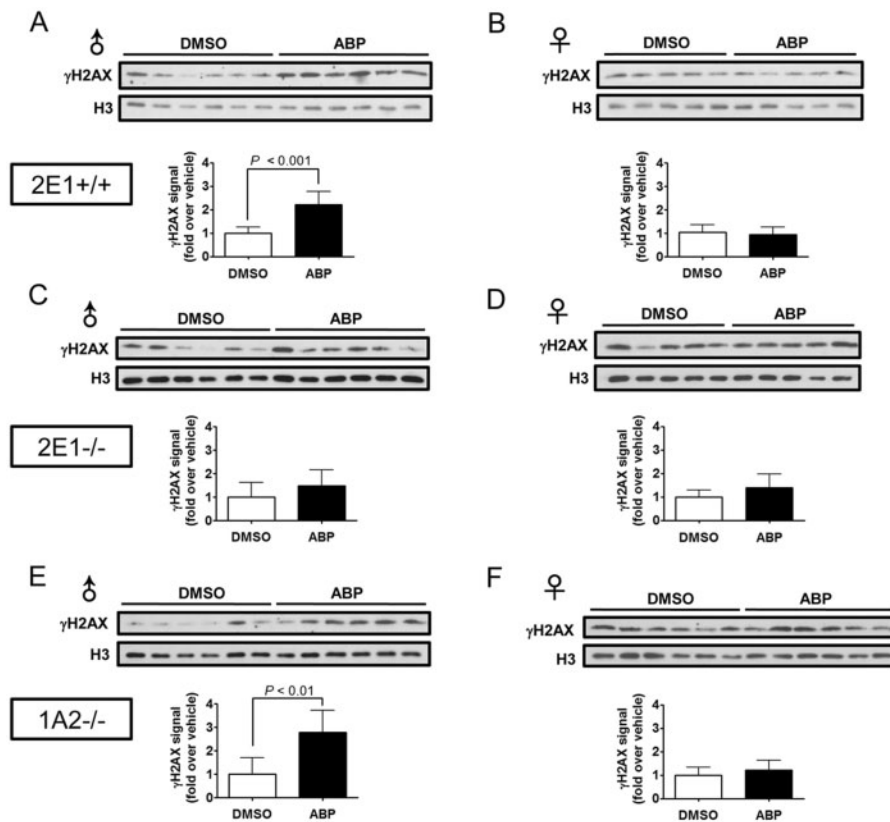 A
♂
DMSO ABP
γH2AX
H3
2E1+/+
γH2AX signal
(fold over vehicle)
4
3
2
1
0
P < 0.001
DMSO ABP
B
♀
DMSO ABP
γH2AX
H3
γH2AX signal
(fold over vehicle)
4
3
2
1
0
DMSO ABP
C
♂
DMSO ABP
γH2AX
H3
2E1-/-
γH2AX signal
(fold over vehicle)
4
3
2
1
0
DMSO ABP
D
♀
DMSO ABP
γH2AX
H3
γH2AX signal
(fold over vehicle)
4
3
2
1
0
DMSO ABP
E
♂
DMSO ABP
γH2AX
H3
1A2-/-
γH2AX signal
(fold over vehicle)
4
3
2
1
0
P < 0.01
DMSO ABP
F
♀
DMSO ABP
γH2AX
H3
γH2AX signal
(fold over vehicle)
4
3
2
1
0
DMSO ABP